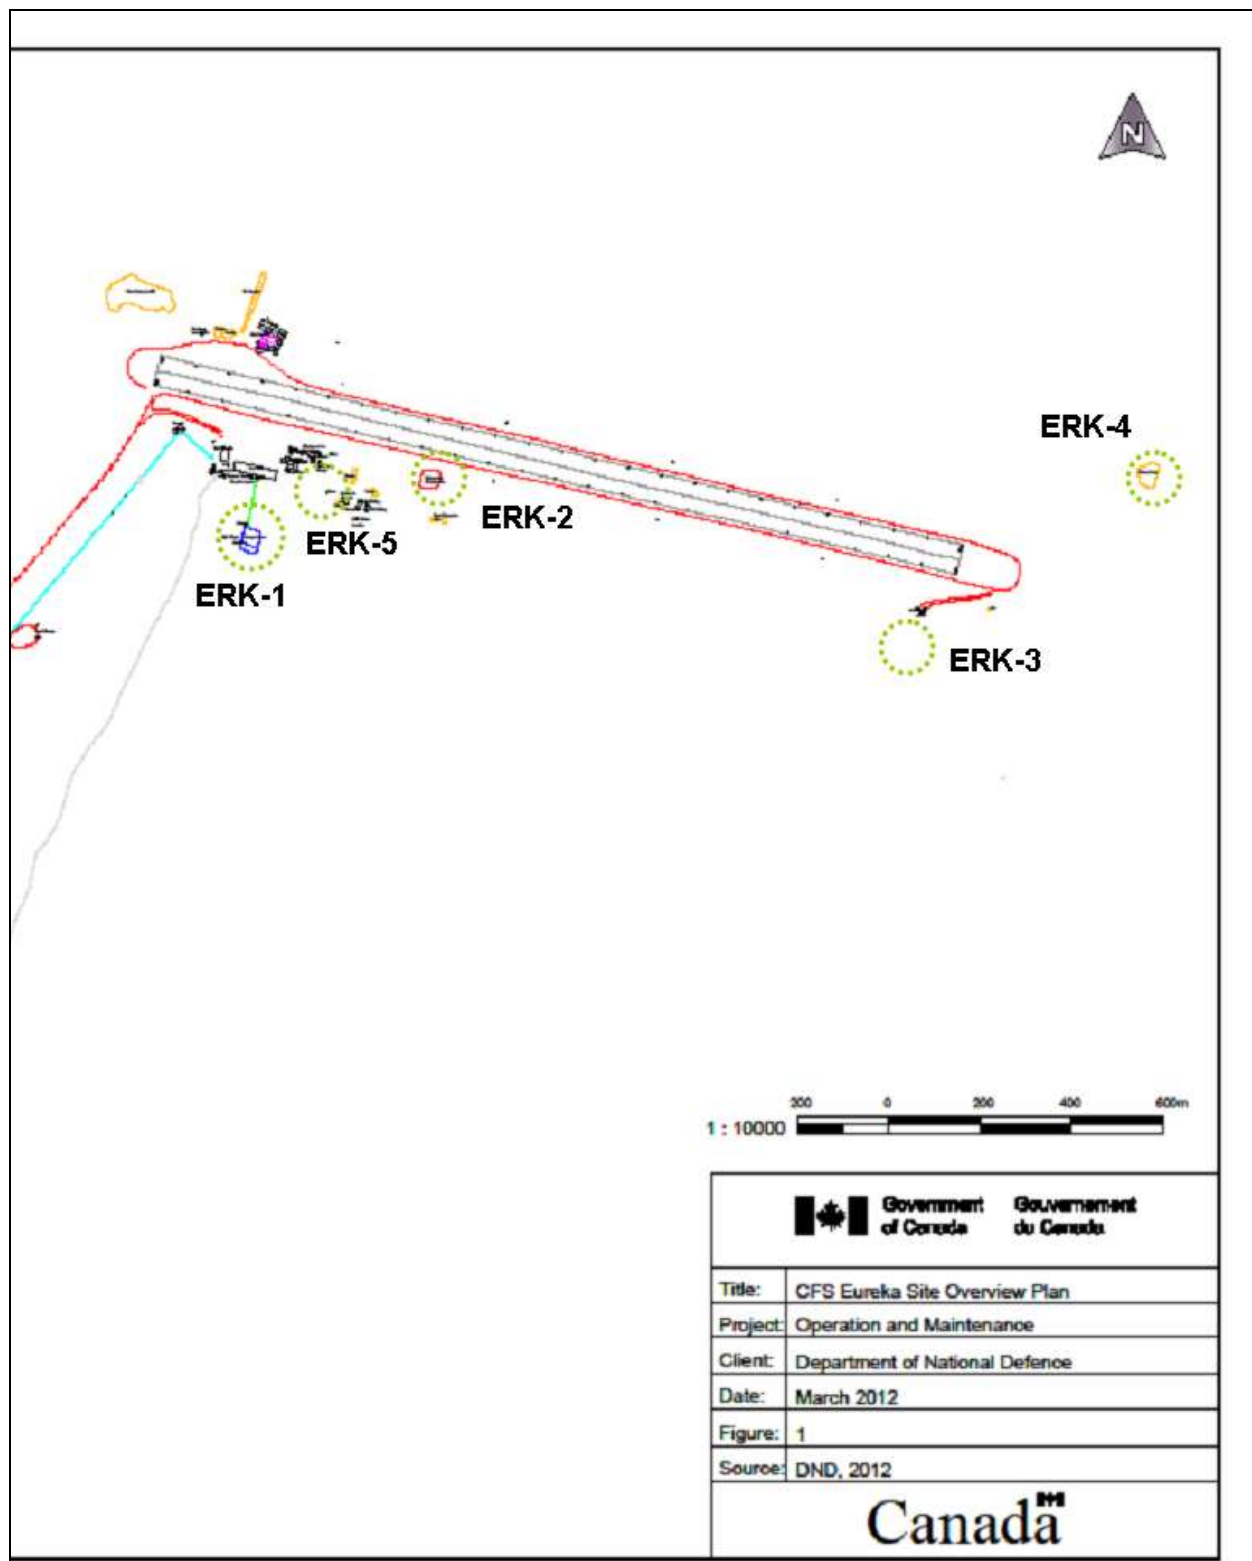 N
ERK-4
ERK-2
ERK-5
ERK-1
ERK-3
200 0 200 400 600m
1 : 10000
Government of Canada
Gouvernement du Canada
Title: CFS Eureka Site Overview Plan
Project: Operation and Maintenance
Client: Department of National Defence
Date: March 2012
Figure: 1
Source: DND, 2012
Canada